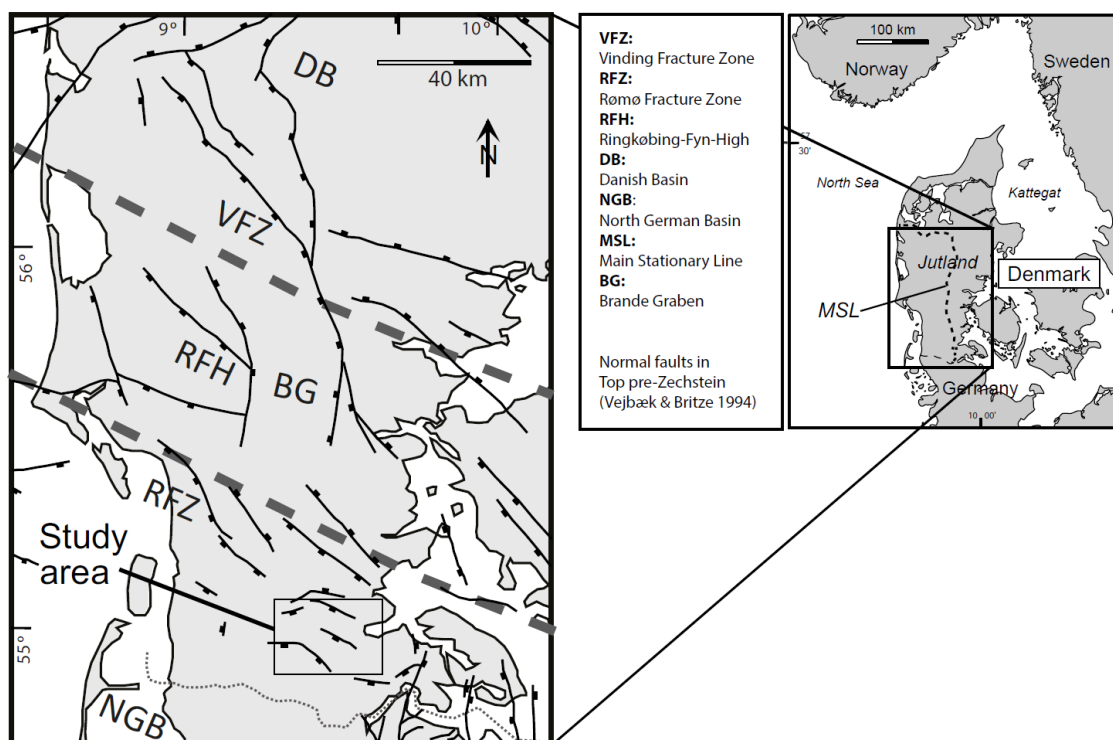 9°
10°
DB
40 km
N
VFZ
56°
RFH
BG
RFZ
Study
area
55°
NGB
VFZ:
Vinding Fracture Zone
RFZ:
Rømø Fracture Zone
RFH:
Ringkøbing-Fyn-High
DB:
Danish Basin
NGB:
North German Basin
MSL:
Main Stationary Line
BG:
Brande Graben
Normal faults in
Top pre-Zechstein
(Vejbæk & Britze 1994)
100 km
Norway
Sweden
57
30'
North Sea
Kattegat
Jutland
Denmark
MSL
Germany
10° 00'